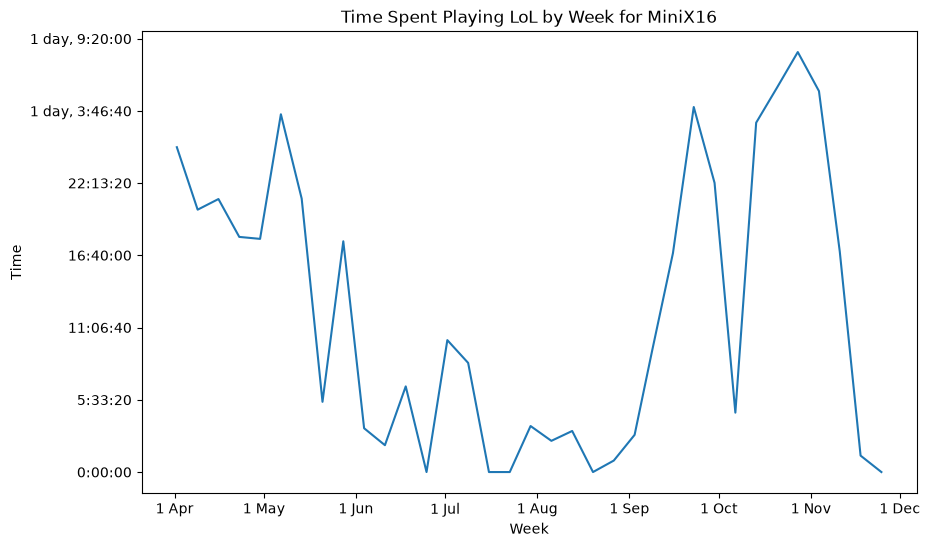 Time Spent Playing LoL by Week for MiniX16
1 day, 9:20:00
1 day, 3:46:40
22:13:20
16:40:00
11:06:40
5:33:20
0:00:00
Time
1 Apr 1 May 1 Jun 1 Jul 1 Aug 1 Sep 1 Oct 1 Nov 1 Dec
Week